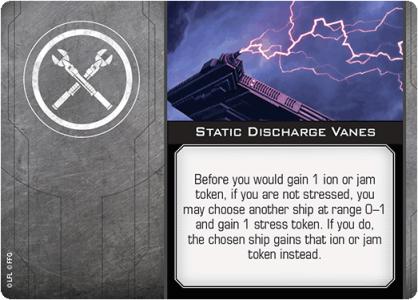 STATIC DISCHARGE VANES
Before you would gain 1 ion or jam
token, if you are not stressed, you
may choose another ship at range 0–1
and gain 1 stress token. If you do,
the chosen ship gains that ion or jam
token instead.
© LFL © FFG